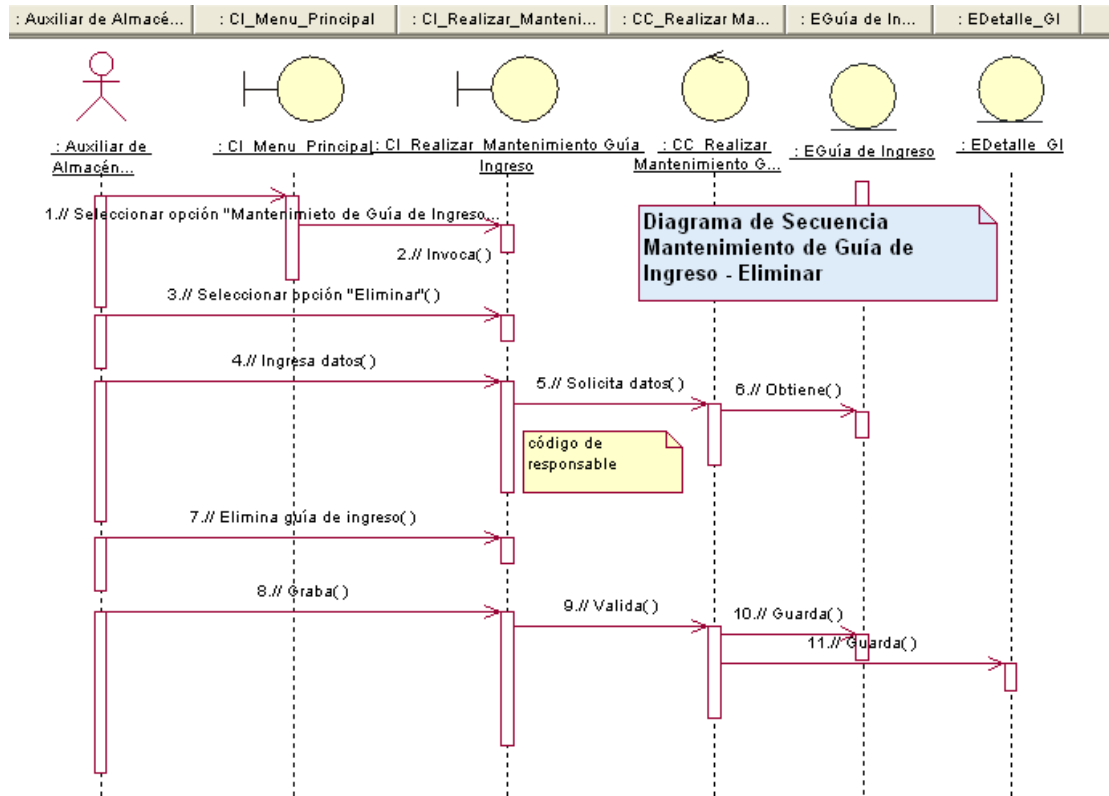 : Auxiliar de Almacé...
: CI_Menu_Principal
: CI_Realizar_Manteni...
: CC_Realizar Ma...
: EGuía de In...
: EDetalle_GI
: Auxiliar de
Almacén...
: CI_Menu_Principal
: CI_Realizar_Mantenimiento Guía
Ingreso
: CC_Realizar
Mantenimiento G...
: EGuía de Ingreso
: EDetalle_GI
1.// Seleccionar opción "Mantenimieto de Guía de Ingreso...
Diagrama de Secuencia
Mantenimiento de Guía de
Ingreso - Eliminar
2.// Invoca( )
3.// Seleccionar opción "Eliminar"( )
4.// Ingresa datos( )
5.// Solicita datos( )
6.// Obtiene( )
código de
responsable
7.// Elimina guía de ingreso( )
8.// Graba( )
9.// Valida( )
10.// Guarda( )
11.// Guarda( )